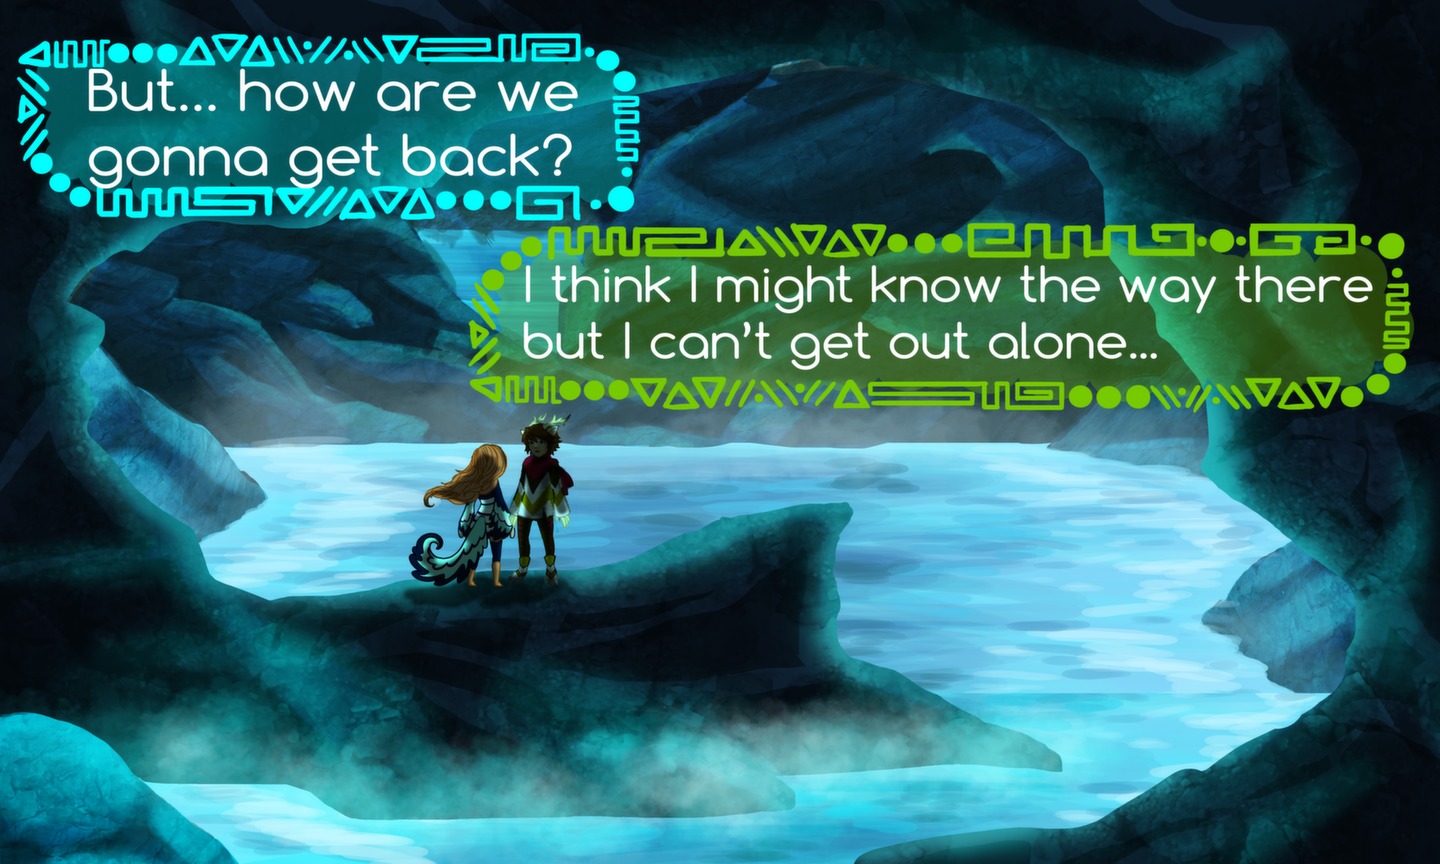 But... how are we
gonna get back?
I think I might know the way there
but I can't get out alone...